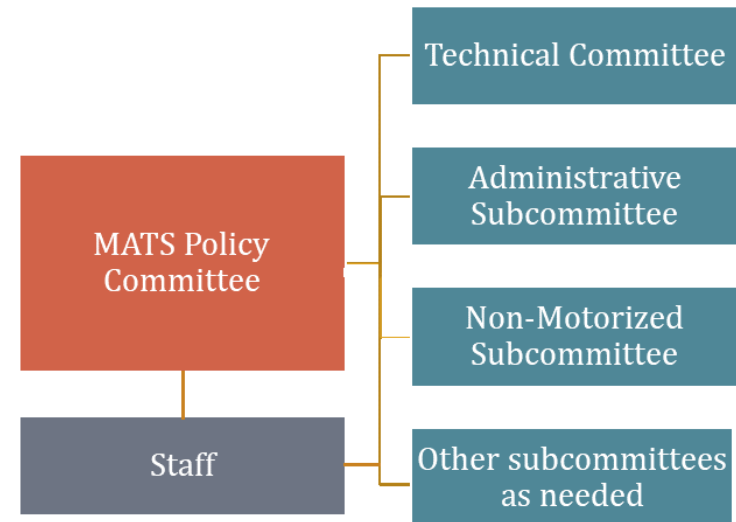 MATS Policy
Committee
Staff
Technical Committee
Administrative
Subcommittee
Non-Motorized
Subcommittee
Other subcommittees
as needed